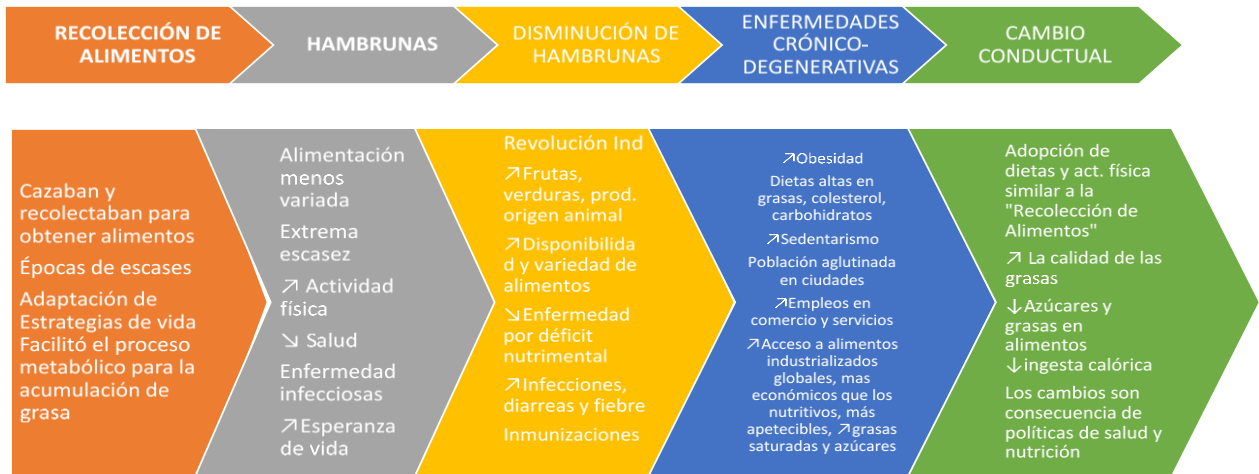 RECOLECCIÓN DE
ALIMENTOS
HAMBRUNAS
DISMINUCIÓN DE
HAMBRUNAS
ENFERMEDADES
CRÓNICO-
DEGENERATIVAS
CAMBIO
CONDUCTUAL
Cazaban y
recolectaban para
obtener alimentos
Épocas de escases
Adaptación de
Estrategias de vida
Facilitó el proceso
metabólico para la
acumulación de
grasa
Alimentación
menos
variada
Extrema
escasez
↗ Actividad
física
↘ Salud
Enfermedad
infecciosas
↗Esperanza
de vida
Revolución Ind
↗Frutas,
verduras, prod.
origen animal
↗Disponibilida
d y variedad de
alimentos
↘Enfermedad
por déficit
nutrimental
↗Infecciones,
diarreas y fiebre
Inmunizaciones
↗Obesidad
Dietas altas en
grasas, colesterol,
carbohidratos
↗Sedentarismo
Población aglutinada
en ciudades
↗Empleos en
comercio y servicios
↗Acceso a alimentos
industrializados
globales, mas
económicos que los
nutritivos, más
apetecibles, ↗grasas
saturadas y azúcares
Adopción de
dietas y act. física
similar a la
"Recolección de
Alimentos"
↗ La calidad de las
grasas
↓Azúcares y
grasas en
alimentos
↓ingesta calórica
Los cambios son
consecuencia de
políticas de salud y
nutrición